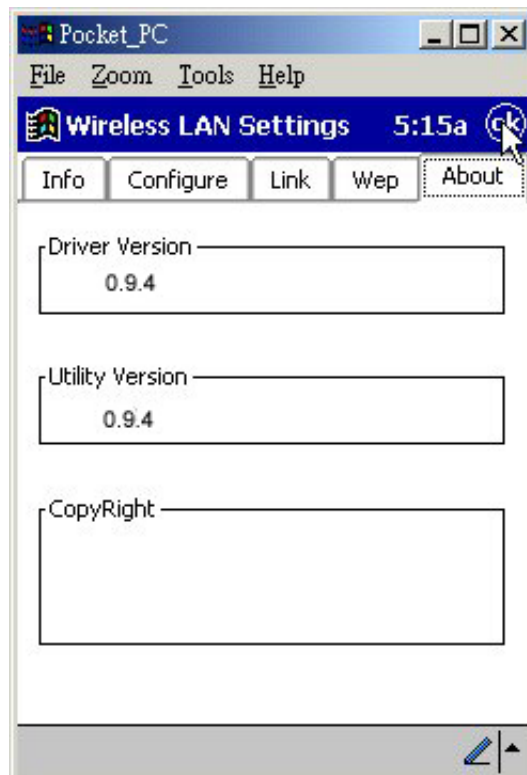 Pocket_PC
File Zoom Tools Help
Wireless LAN Settings 5:15a ok
Info Configure Link Wep About
Driver Version
0.9.4
Utility Version
0.9.4
CopyRight